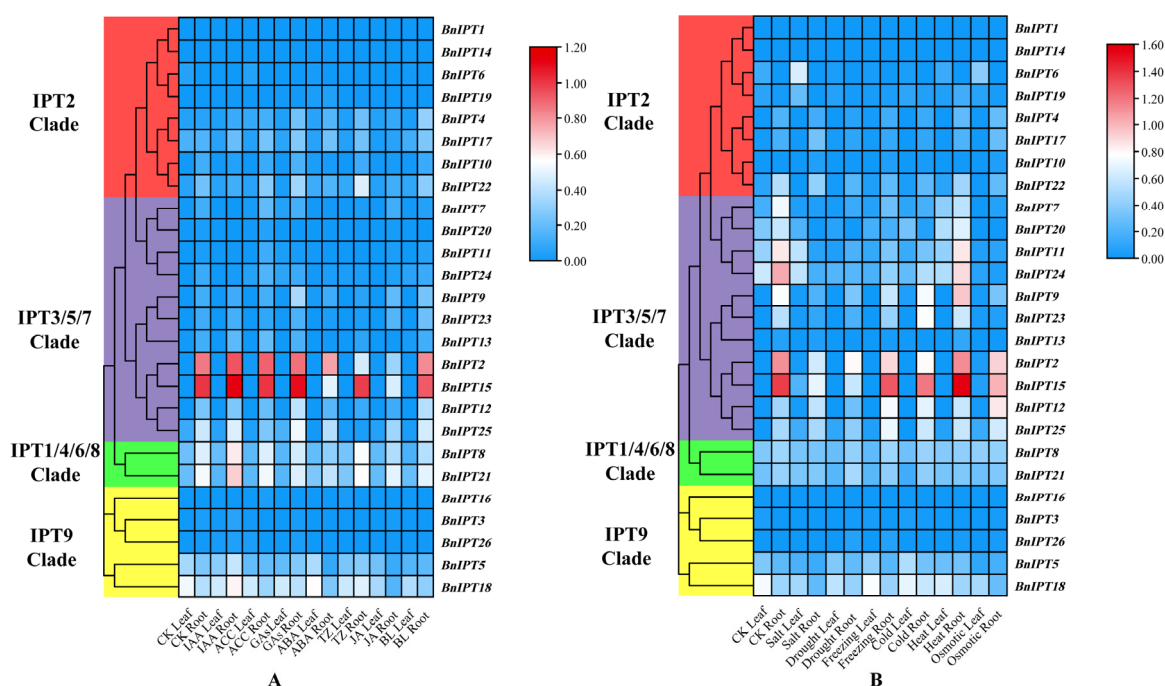 IPT2
Clade
IPT3/5/7
Clade
IPT1/4/6/8
Clade
IPT9
Clade
BnIPT1
BnIPT14
BnIPT6
BnIPT19
BnIPT4
BnIPT17
BnIPT10
BnIPT22
BnIPT7
BnIPT20
BnIPT11
BnIPT24
BnIPT9
BnIPT23
BnIPT13
BnIPT2
BnIPT15
BnIPT12
BnIPT25
BnIPT8
BnIPT21
BnIPT16
BnIPT3
BnIPT26
BnIPT5
BnIPT18
1.20
1.00
0.80
0.60
0.40
0.20
0.00
CK Leaf
CK Root
IAA Leaf
IAA Root
ACC Leaf
ACC Root
GAsLeaf
GAs Root
ABA Leaf
ABA Root
TZ Leaf
TZ Root
JA Leaf
JA Root
BL Leaf
BL Root
A
IPT2
Clade
IPT3/5/7
Clade
IPT1/4/6/8
Clade
IPT9
Clade
BnIPT1
BnIPT14
BnIPT6
BnIPT19
BnIPT4
BnIPT17
BnIPT10
BnIPT22
BnIPT7
BnIPT20
BnIPT11
BnIPT24
BnIPT9
BnIPT23
BnIPT13
BnIPT2
BnIPT15
BnIPT12
BnIPT25
BnIPT8
BnIPT21
BnIPT16
BnIPT3
BnIPT26
BnIPT5
BnIPT18
1.60
1.40
1.20
1.00
0.80
0.60
0.40
0.20
0.00
CK Leaf
CK Root
Salt Leaf
Salt Root
Drought Leaf
Drought Root
Freezing Leaf
Freezing Root
Cold Leaf
Cold Root
Heat Leaf
Heat Root
Osmotic Leaf
Osmotic Root
B